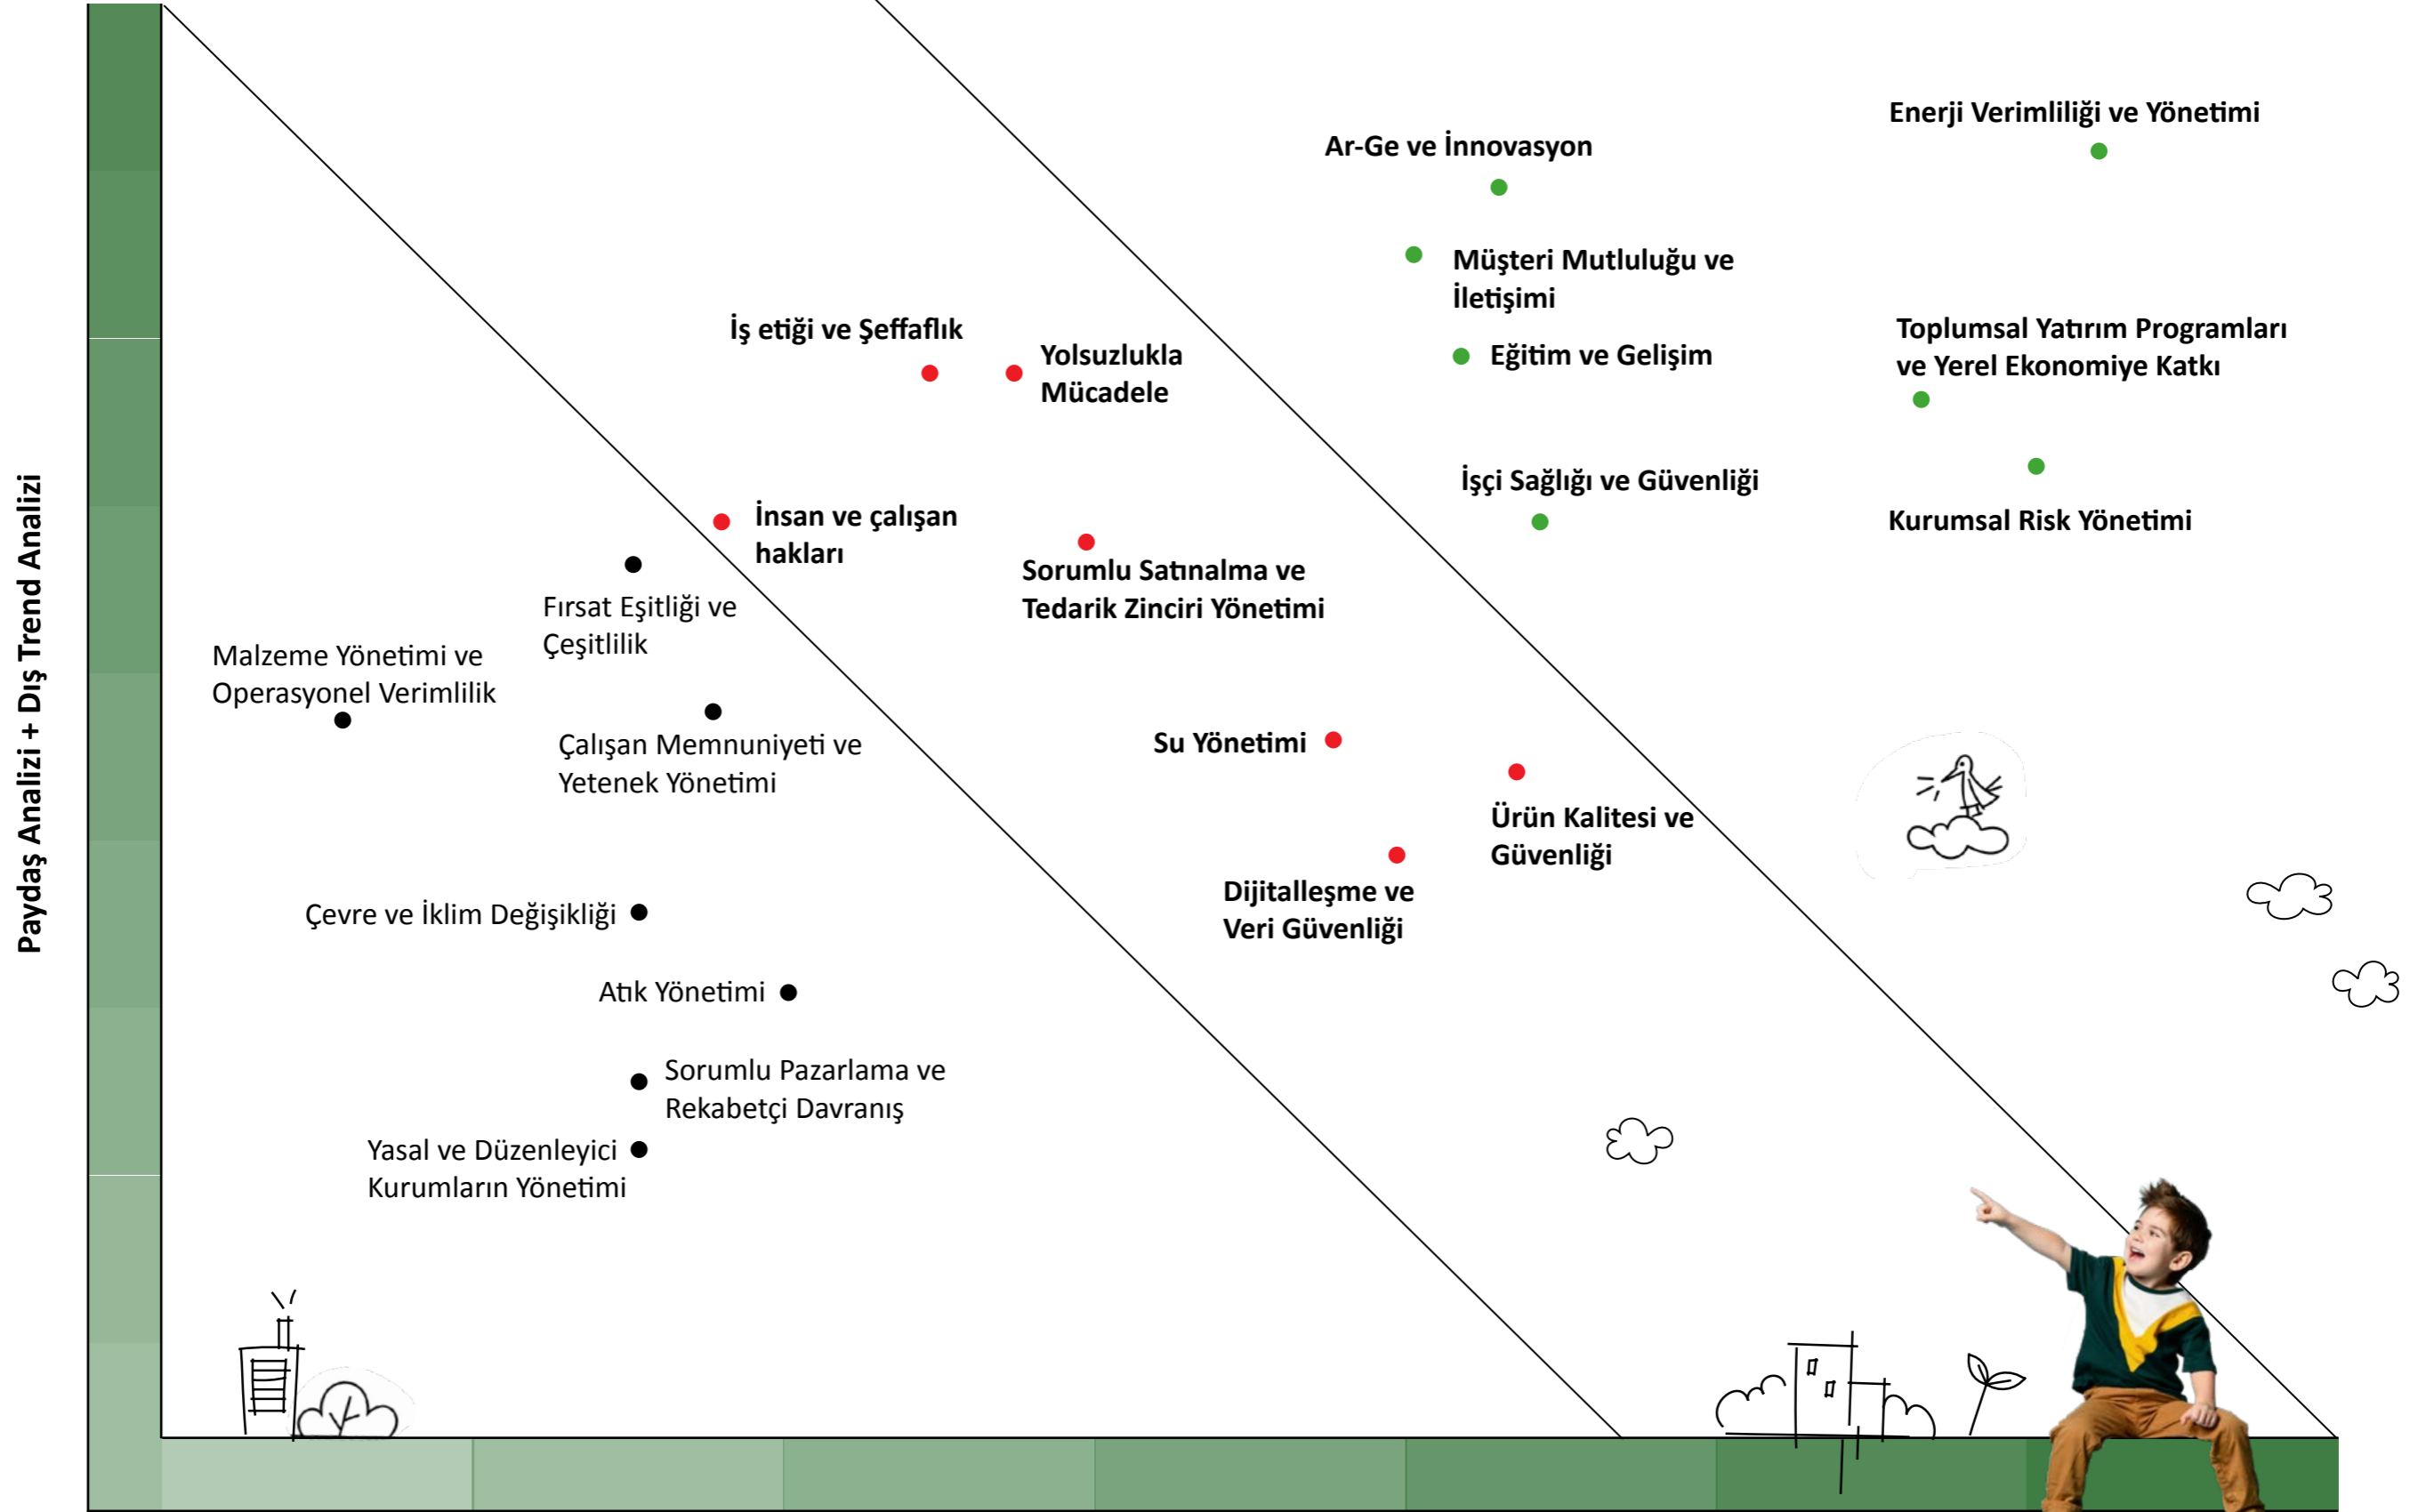 Enerji Verimliliği ve Yönetimi
Ar-Ge ve İnnovasyon
Müşteri Mutluluğu ve
İletişimi
Toplumsal Yatırım Programları
ve Yerel Ekonomiye Katkı
İş etiği ve Şeffaflık
Yolsuzlukla
Mücadele
Eğitim ve Gelişim
İşçi Sağlığı ve Güvenliği
Kurumsal Risk Yönetimi
İnsan ve çalışan
hakları
Sorumlu Satınalma ve
Tedarik Zinciri Yönetimi
Fırsat Eşitliği ve
Çeşitlilik
Malzeme Yönetimi ve
Operasyonel Verimlilik
Çalışan Memnuniyeti ve
Yetenek Yönetimi
Su Yönetimi
Ürün Kalitesi ve
Güvenliği
Dijitalleşme ve
Veri Güvenliği
Çevre ve İklim Değişikliği
Atık Yönetimi
Sorumlu Pazarlama ve
Rekabetçi Davranış
Yasal ve Düzenleyici
Kurumların Yönetimi
Paydaş Analizi + Dış Trend Analizi